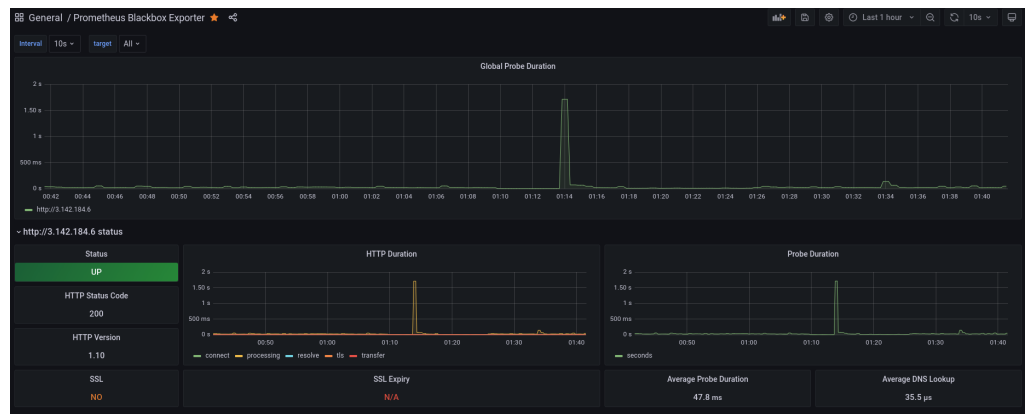 General / Prometheus Blackbox Exporter
Last 1 hour
10s
Interval 10s target All
Global Probe Duration
2 s
1.50 s
1 s
500 ms
0 s
00:42 00:44 00:46 00:48 00:50 00:52 00:54 00:56 00:58 01:00 01:02 01:04 01:06 01:08 01:10 01:12 01:14 01:16 01:18 01:20 01:22 01:24 01:26 01:28 01:30 01:32 01:34 01:36 01:38 01:40
http://3.142.184.6
http://3.142.184.6 status
Status
UP
HTTP Status Code
200
HTTP Version
1.10
HTTP Duration
2 s
1.50 s
1 s
500 ms
0 s
00:50 01:00 01:10 01:20 01:30 01:40
connect processing resolve tls transfer
Probe Duration
2 s
1.50 s
1 s
500 ms
0 s
00:50 01:00 01:10 01:20 01:30 01:40
seconds
SSL
NO
SSL Expiry
N/A
Average Probe Duration
47.8 ms
Average DNS Lookup
35.5 µs